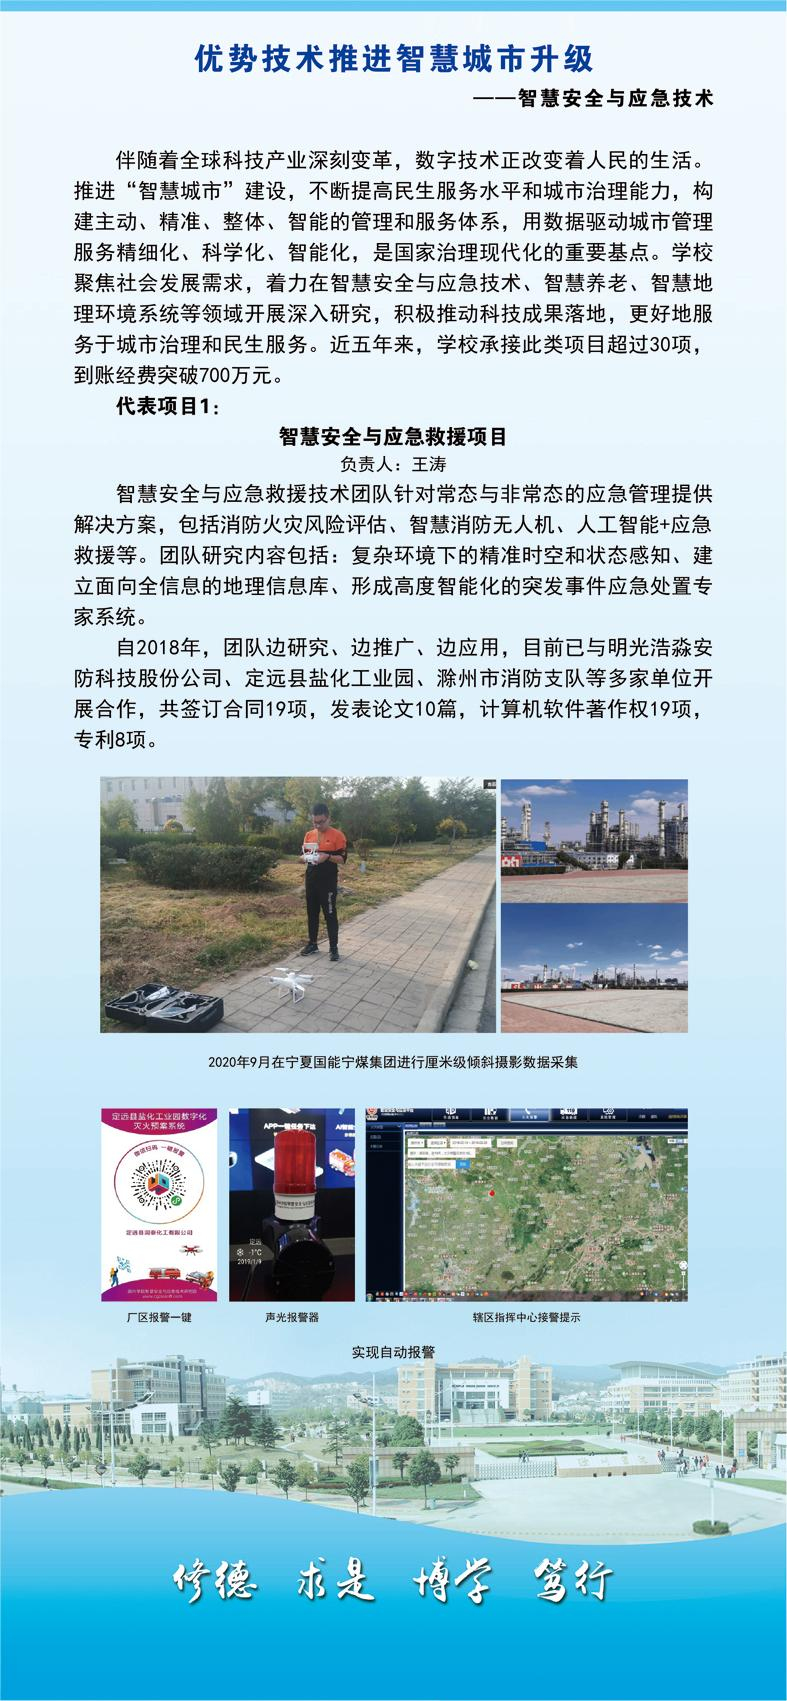 优势技术推进智慧城市升级
——智慧安全与应急技术
伴随着全球科技产业深刻变革，数字技术正改变着人民的生活。
推进“智慧城市”建设，不断提高民生服务水平和城市治理能力，构
建主动、精准、整体、智能的管理和服务体系，用数据驱动城市管理
服务精细化、科学化、智能化，是国家治理现代化的重要基点。学校
聚焦社会发展需求，着力在智慧安全与应急技术、智慧养老、智慧地
理环境系统等领域开展深入研究，积极推动科技成果落地，更好地服
务于城市治理和民生服务。近五年来，学校承接此类项目超过30项，
到账经费突破700万元。
代表项目1：
智慧安全与应急救援项目
负责人：王涛
智慧安全与应急救援技术团队针对常态与非常态的应急管理提供
解决方案，包括消防火灾风险评估、智慧消防无人机、人工智能+应急
救援等。团队研究内容包括：复杂环境下的精准时空和状态感知、建
立面向全信息的地理信息库、形成高度智能化的突发事件应急处置专
家系统。
自2018年，团队边研究、边推广、边应用，目前已与明光浩淼安
防科技股份公司、定远县盐化工业园、滁州市消防支队等多家单位开
展合作，共签订合同19项，发表论文10篇，计算机软件著作权19项，
专利8项。
2020年9月在宁夏国能宁煤集团进行厘米级倾斜摄影数据采集
定远县盐化工业园数字化
灭火预案系统
微信扫码 一键报警
APP一键任务下达
定远
-1°C
2019/1/9
厂区报警一键
声光报警器
辖区指挥中心接警提示
实现自动报警
修德 求是 博学 笃行